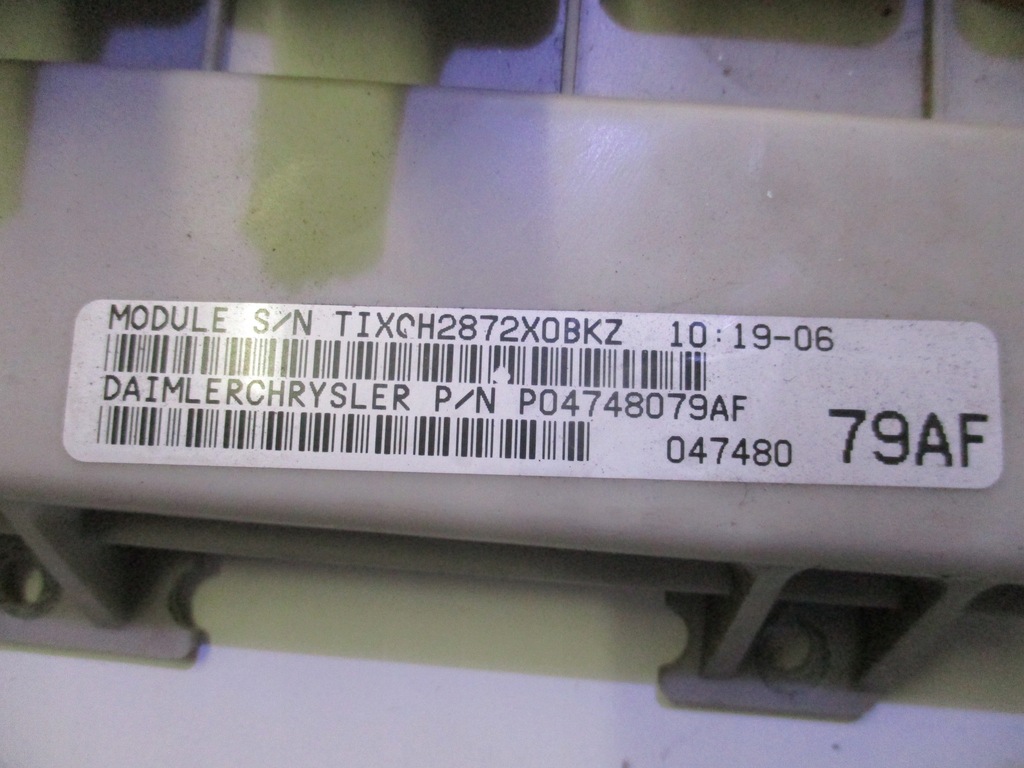 MODULE S/N TIXQH2872X0BKZ 10:19-06
DAIMLERCHRYSLER P/N P04748079AF
047480 79AF